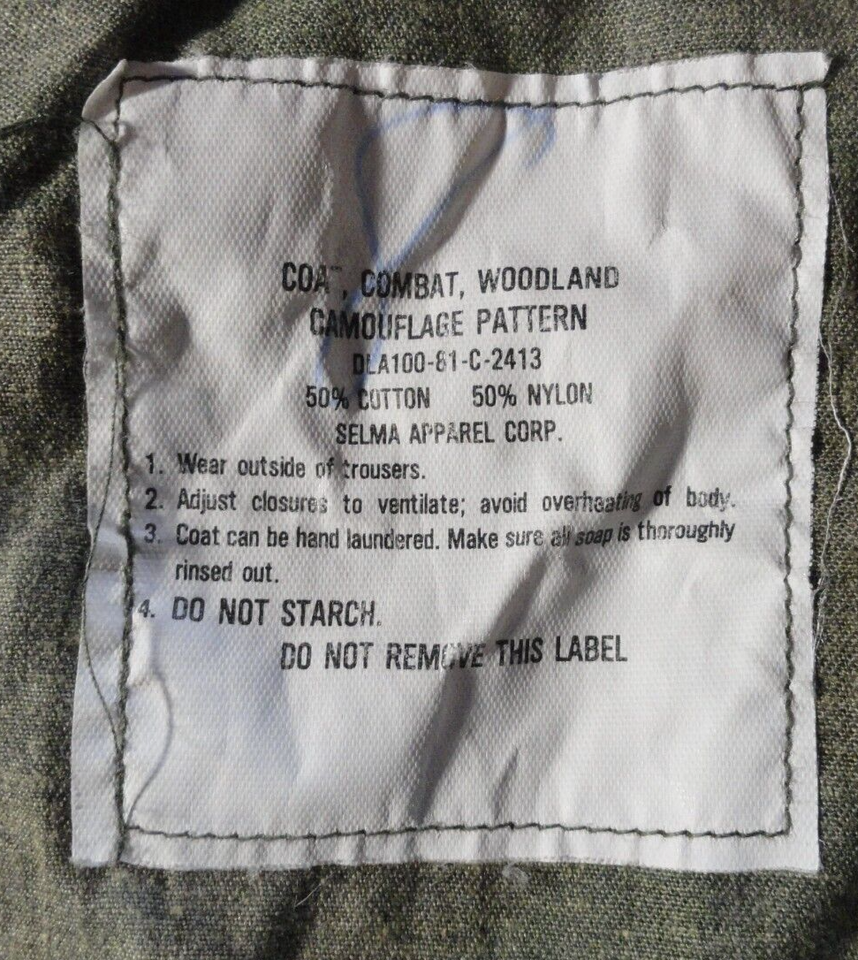 COAT, COMBAT, WOODLAND
CAMOUFLAGE PATTERN
DLA100-81-C-2413
50% COTTON 50% NYLON
SELMA APPAREL CORP.
1. Wear outside of trousers.
2. Adjust closures to ventilate; avoid overheating of body.
3. Coat can be hand laundered. Make sure all soap is thoroughly
rinsed out.
4. DO NOT STARCH.
DO NOT REMOVE THIS LABEL